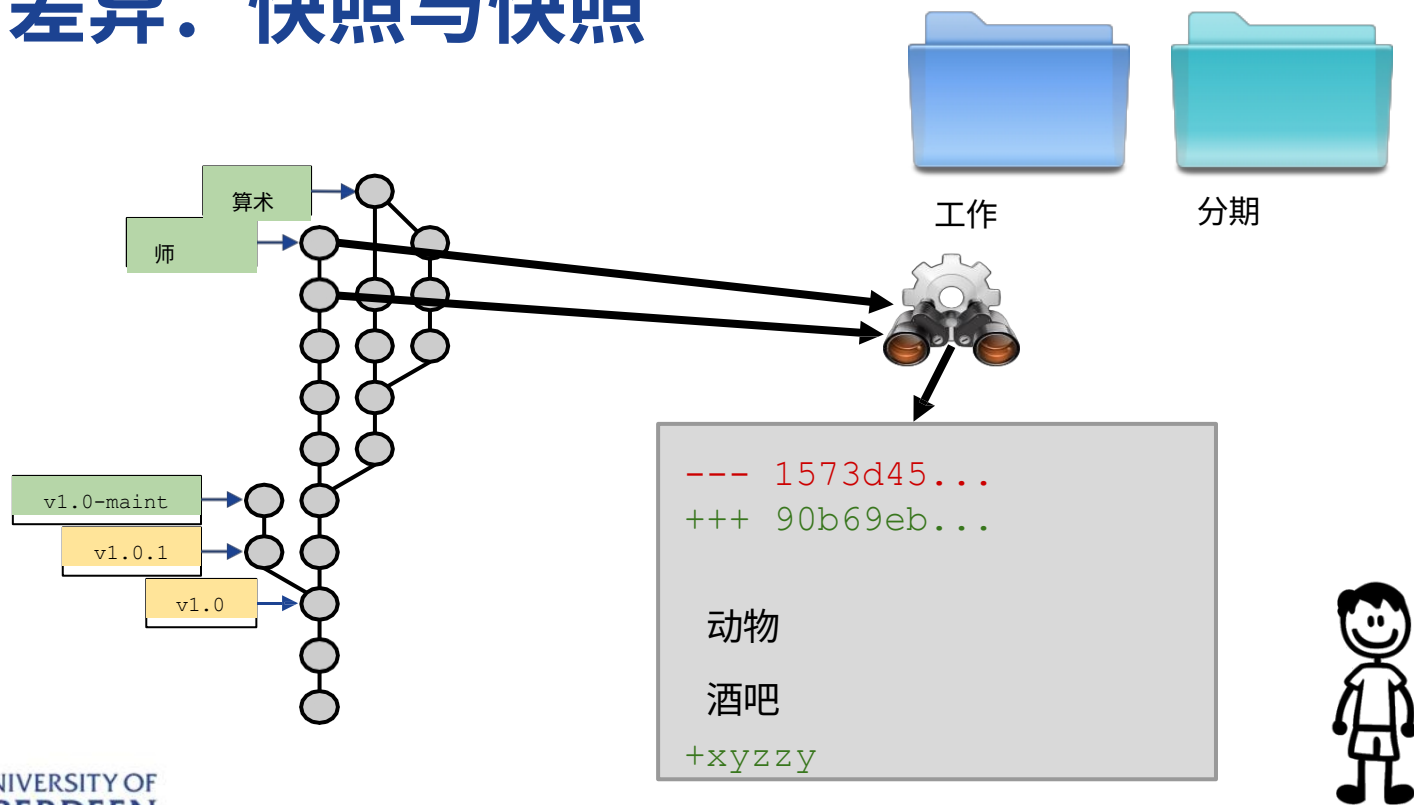 差异：快照与快照
工作
分期
算术
师
v1.0-maint
v1.0.1
v1.0
--- 1573d45...
+++ 90b69eb...
动物
酒吧
+xyzzy
NIVERSITY OF